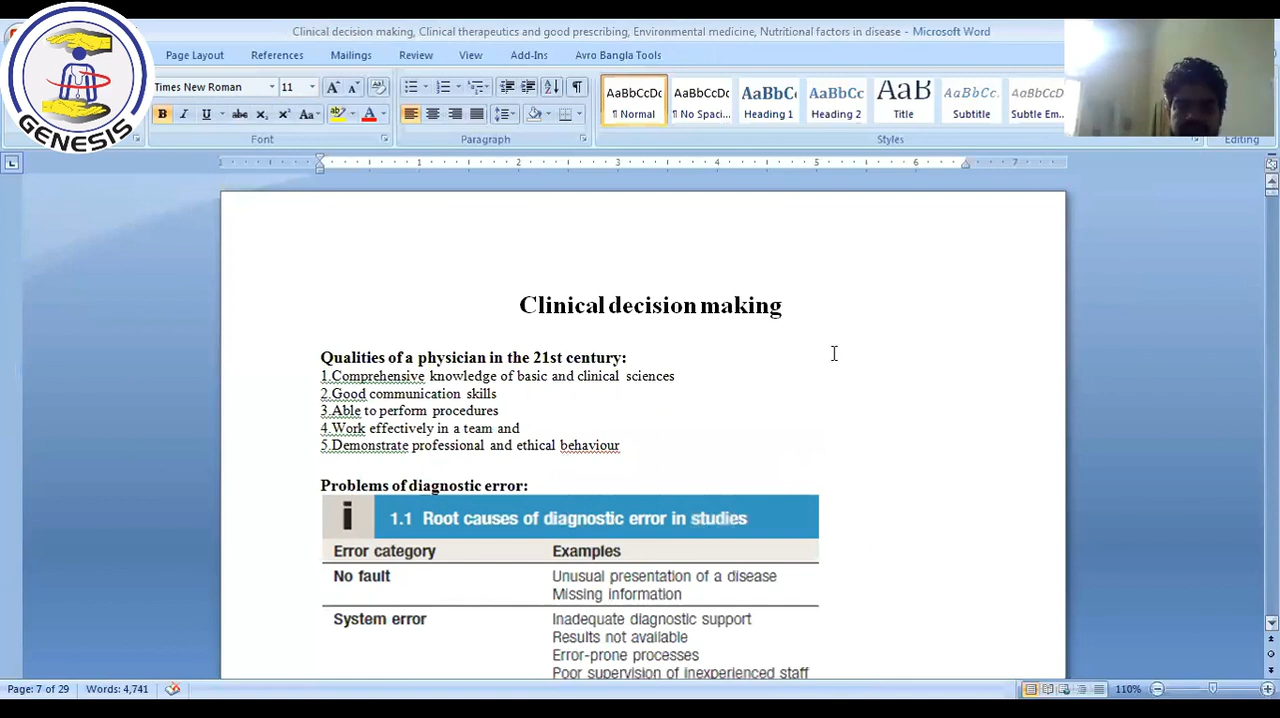 Clinical decision making, Clinical therapeutics and good prescribing, Environmental medicine, Nutritional factors in disease - Microsoft Word
GENESIS
Page Layout References Mailings Review View Add-Ins Avro Bangla Tools
Times New Roman 11
AaBbCcDc AaBbCcDc AaBbC AaBbCc AaB AaBbCc. AaBbCcDc
¶ Normal ¶ No Spaci... Heading 1 Heading 2 Title Subtitle Subtle Em...
Font Paragraph Styles Editing
1 2 3 4 5 6 7
Clinical decision making
Qualities of a physician in the 21st century:
1.Comprehensive knowledge of basic and clinical sciences
2.Good communication skills
3.Able to perform procedures
4.Work effectively in a team and
5.Demonstrate professional and ethical behaviour
Problems of diagnostic error:
i 1.1 Root causes of diagnostic error in studies
Error category Examples
No fault Unusual presentation of a disease
Missing information
System error Inadequate diagnostic support
Results not available
Error-prone processes
Poor supervision of inexperienced staff
Page: 7 of 29 Words: 4,741 110%